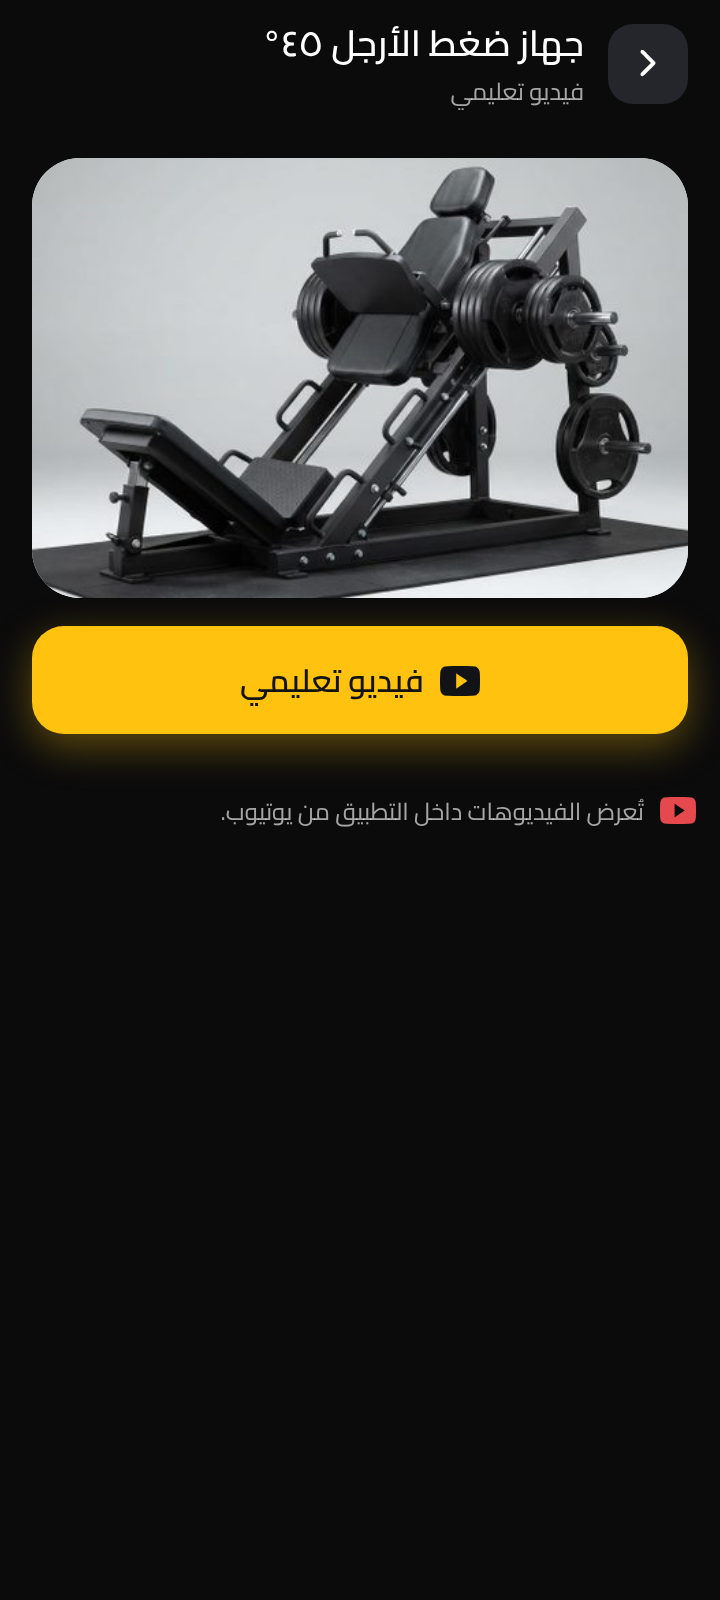 جهاز ضغط الأرجل ٤٥°
فيديو تعليمي
فيديو تعليمي
تُعرض الفيديوهات داخل التطبيق من يوتيوب.